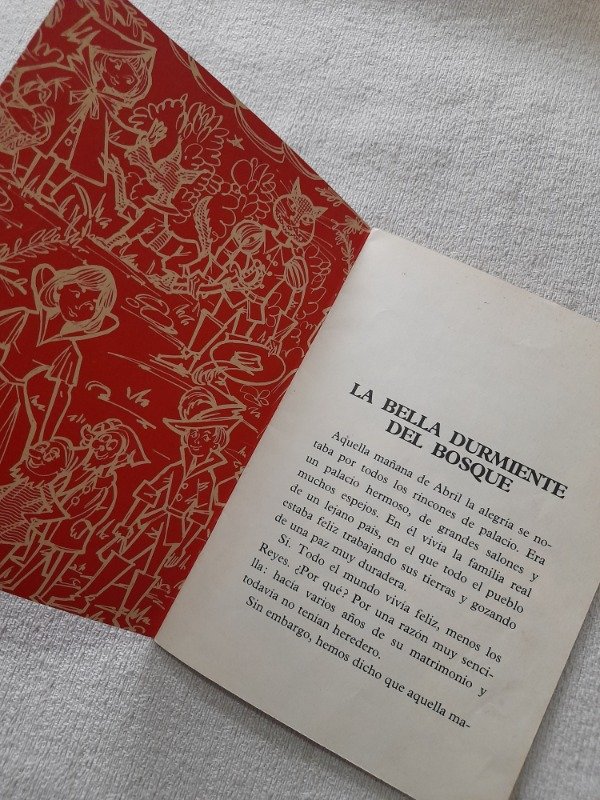 LA BELLA DURMIENTE
DEL BOSQUE
Aquella mañana de Abril la alegría se no-
taba por todos los rincones de palacio. Era
un palacio hermoso, de grandes salones y
muchos espejos. En él vivía la familia real
de un lejano país, en el que todo el pueblo
estaba feliz trabajando sus tierras y gozando
de una paz muy duradera.
Si. Todo el mundo vivía feliz, menos los
Reyes. ¿Por qué? Por una razón muy senci-
lla: hacía varios años de su matrimonio y
todavía no tenían heredero.
Sin embargo, hemos dicho que aquella ma-